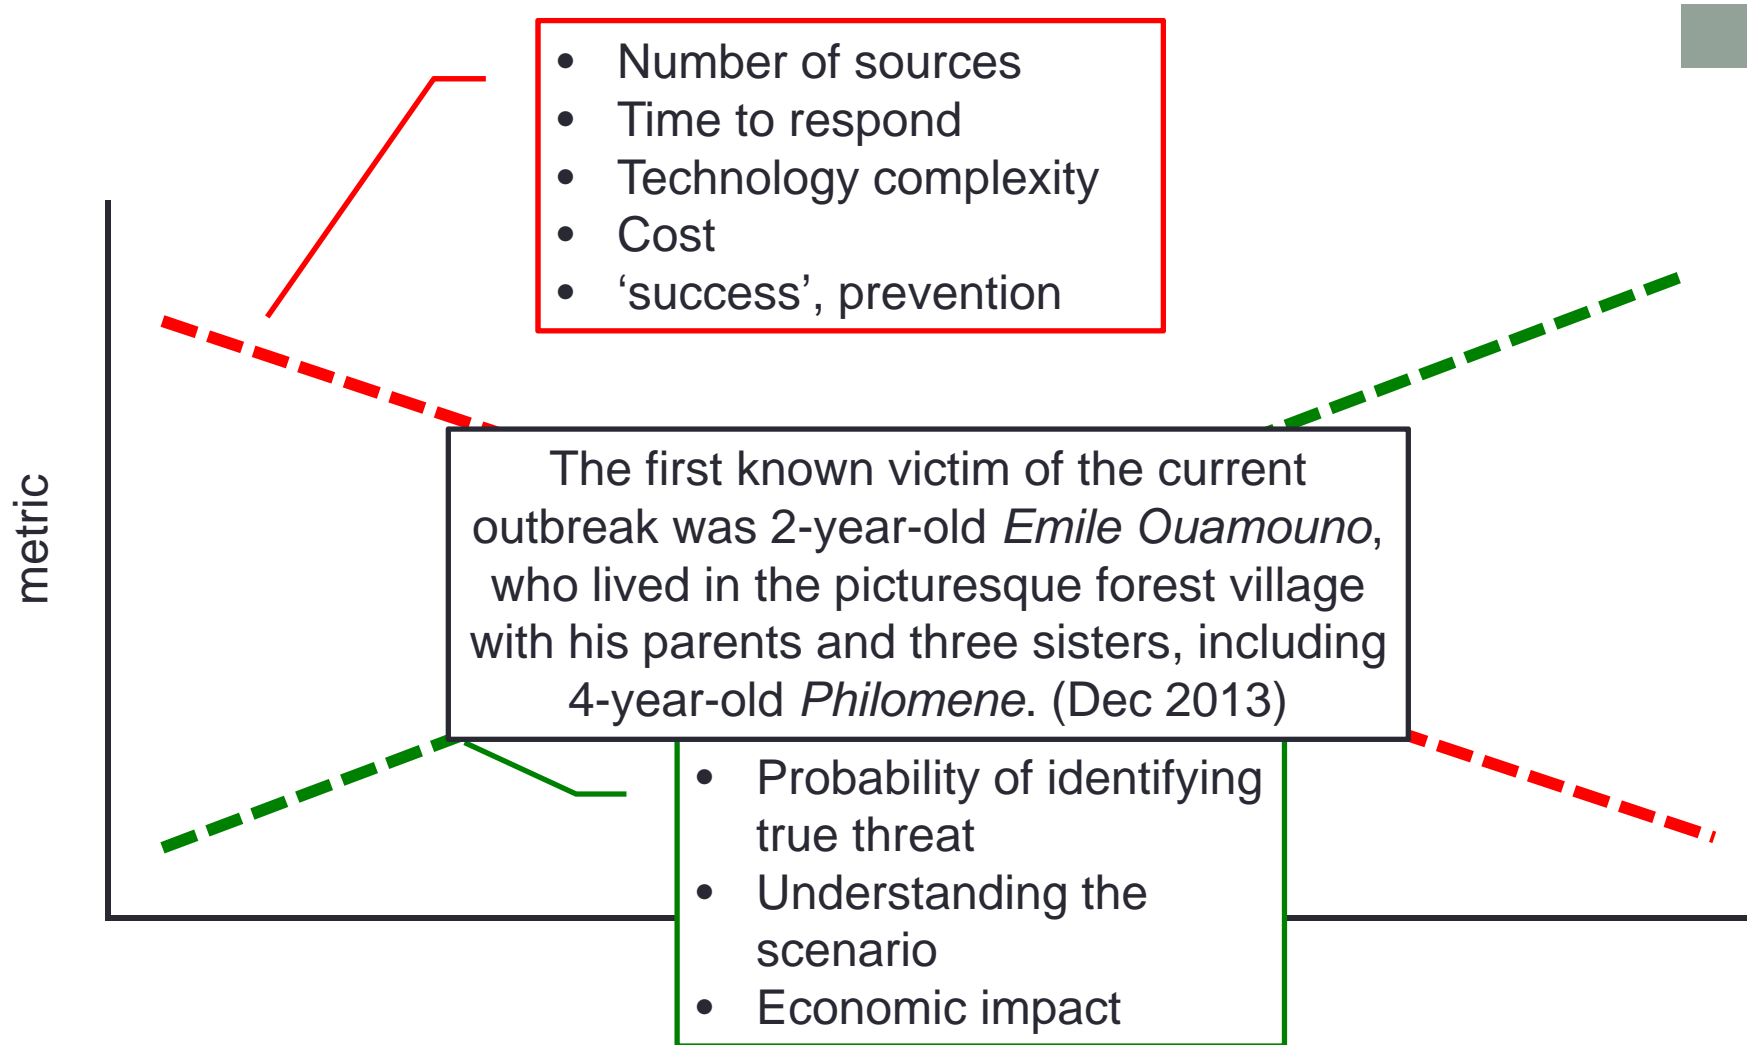 • Number of sources
• Time to respond
• Technology complexity
• Cost
• ‘success’, prevention
metric
The first known victim of the current
outbreak was 2-year-old Emile Ouamouno,
who lived in the picturesque forest village
with his parents and three sisters, including
4-year-old Philomene. (Dec 2013)
• Probability of identifying
true threat
• Understanding the
scenario
• Economic impact